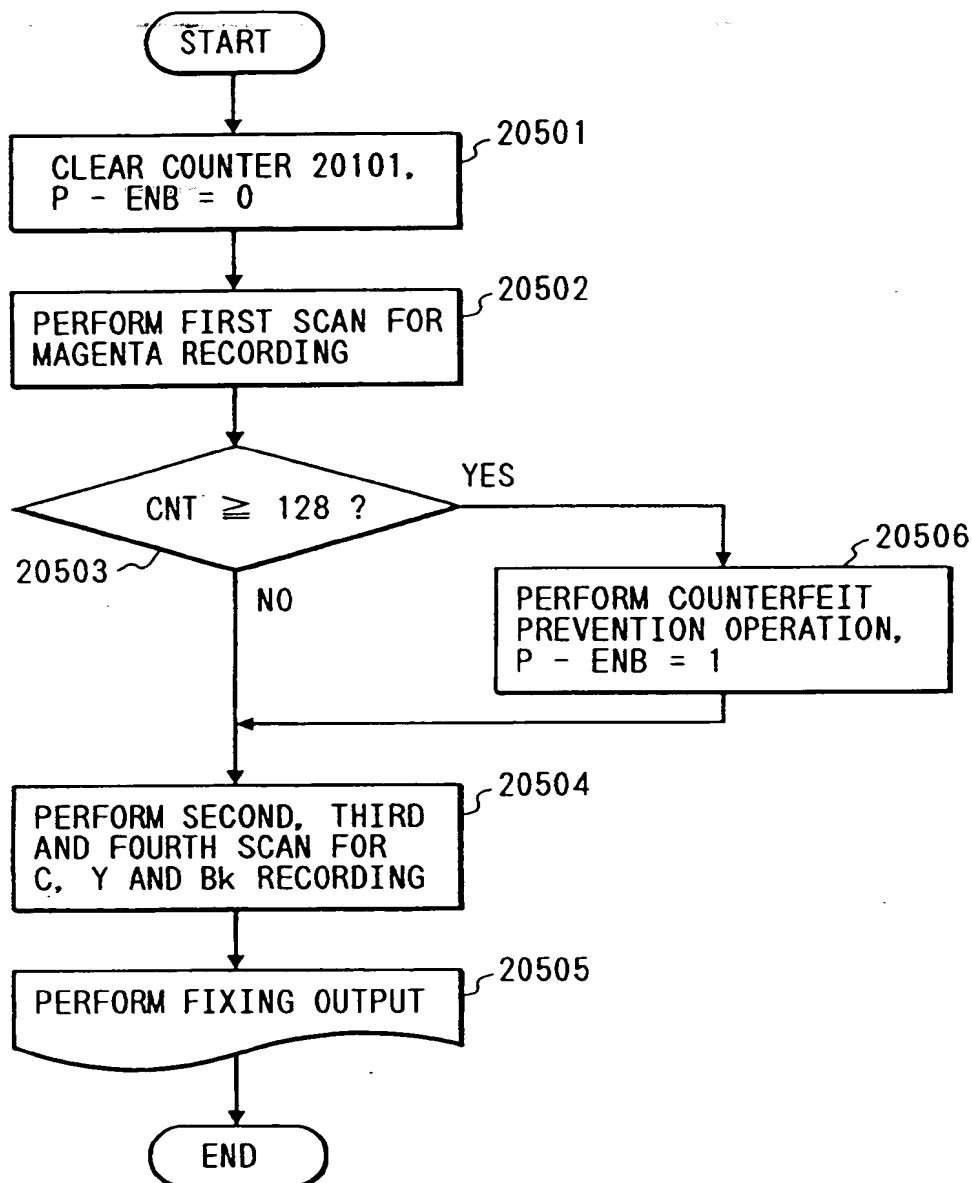 START
20501
CLEAR COUNTER 20101,
P - ENB = 0
20502
PERFORM FIRST SCAN FOR
MAGENTA RECORDING
CNT ≧ 128 ?
YES
20503
NO
20506
PERFORM COUNTERFEIT
PREVENTION OPERATION,
P - ENB = 1
20504
PERFORM SECOND, THIRD
AND FOURTH SCAN FOR
C, Y AND Bk RECORDING
20505
PERFORM FIXING OUTPUT
END